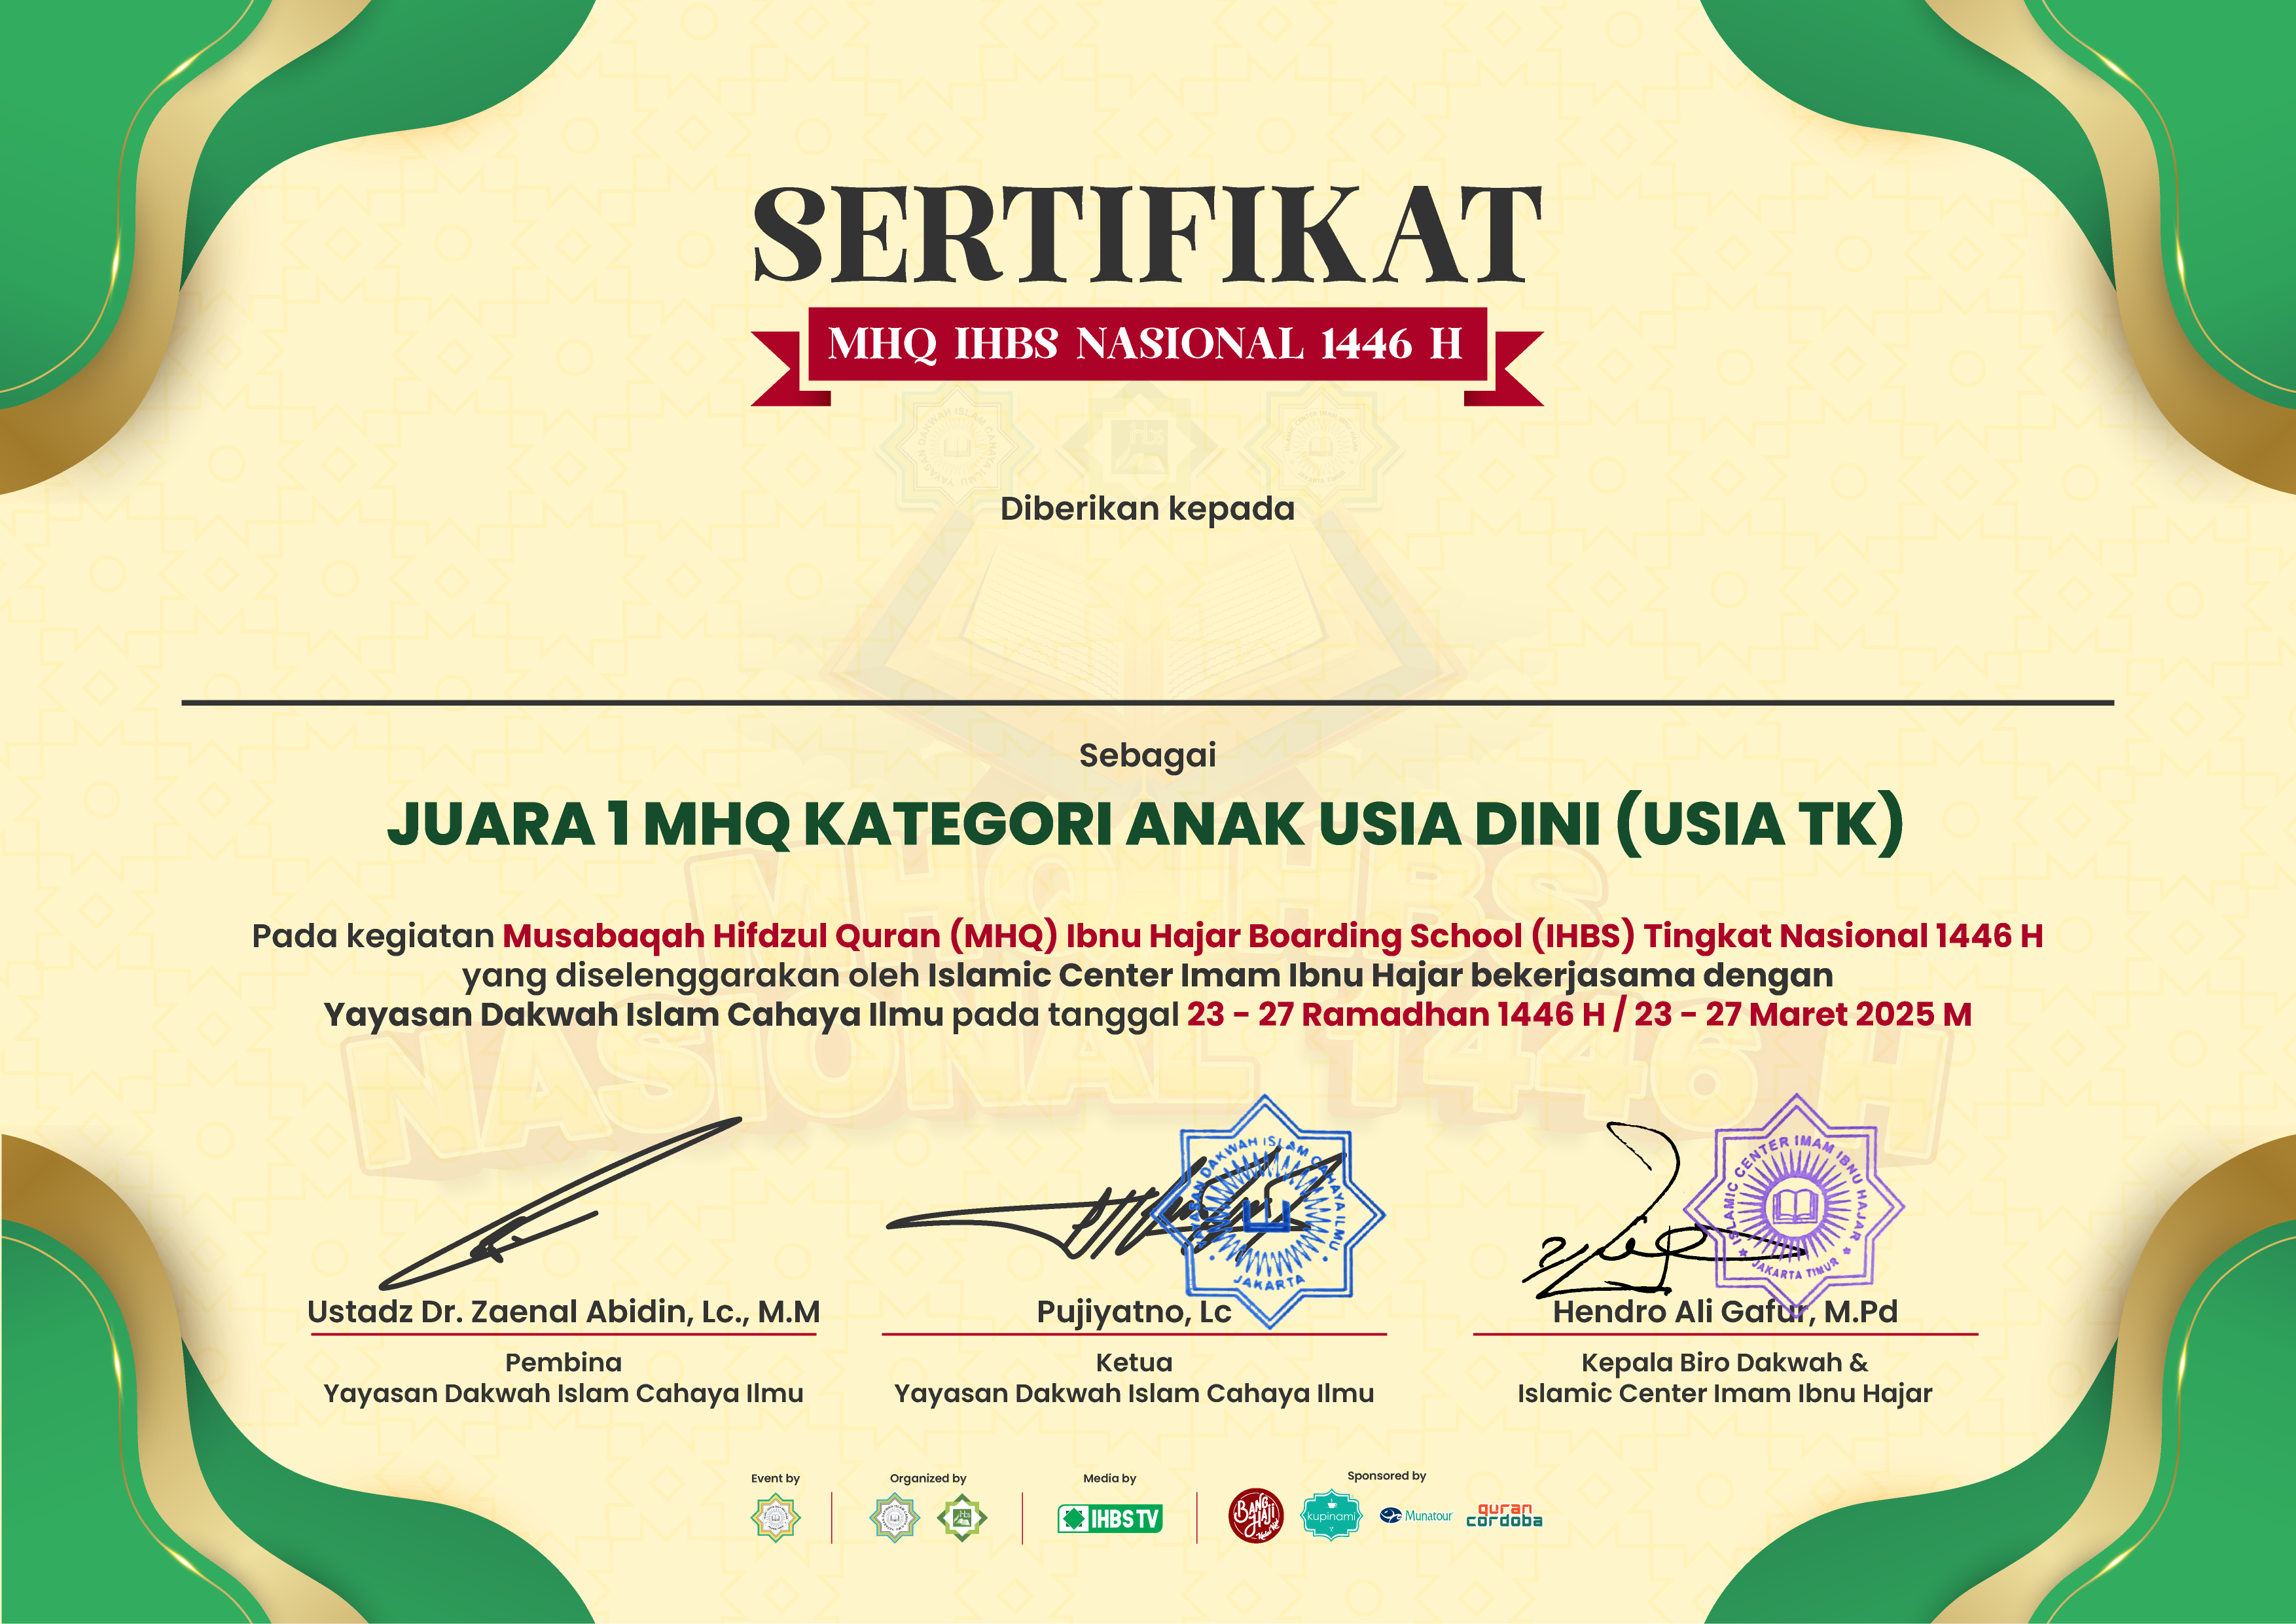 SERTIFIKAT
MHQ IHBS NASIONAL 1446 H
Diberikan kepada
Sebagai
JUARA 1 MHQ KATEGORI ANAK USIA DINI (USIA TK)
Pada kegiatan Musabaqah Hifdzul Quran (MHQ) Ibnu Hajar Boarding School (IHBS) Tingkat Nasional 1446 H
yang diselenggarakan oleh Islamic Center Imam Ibnu Hajar bekerjasama dengan
Yayasan Dakwah Islam Cahaya Ilmu pada tanggal 23 - 27 Ramadhan 1446 H / 23 - 27 Maret 2025 M
MHQ IHBS
NASIONAL 1446 H
YAYASAN DAKWAH ISLAM CAHAYA ILMU
JAKARTA
ISLAMIC CENTER IMAM IBNU HAJAR
JAKARTA TIMUR
Ustadz Dr. Zaenal Abidin, Lc., M.M
Pembina
Yayasan Dakwah Islam Cahaya Ilmu
Pujiyatno, Lc
Ketua
Yayasan Dakwah Islam Cahaya Ilmu
Hendro Ali Gafur, M.Pd
Kepala Biro Dakwah &
Islamic Center Imam Ibnu Hajar
Event by
Organized by
Media by
IHBS TV
Sponsored by
BANG HAJI
kupinami
Munatour
quran
cordoba